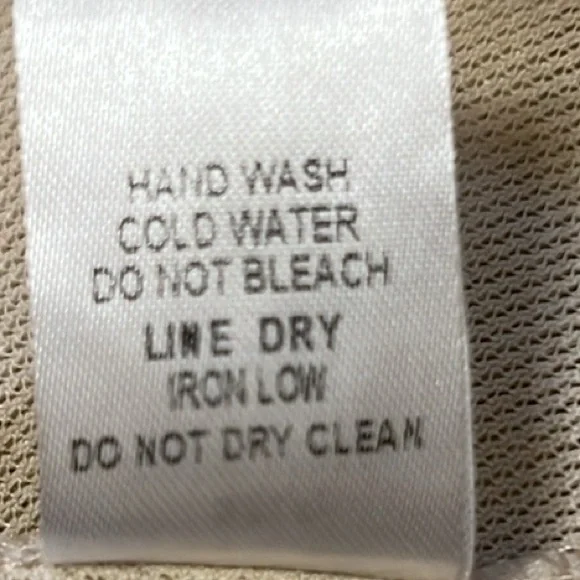 HAND WASH
COLD WATER
DO NOT BLEACH
LINE DRY
IRON LOW
DO NOT DRY CLEAN